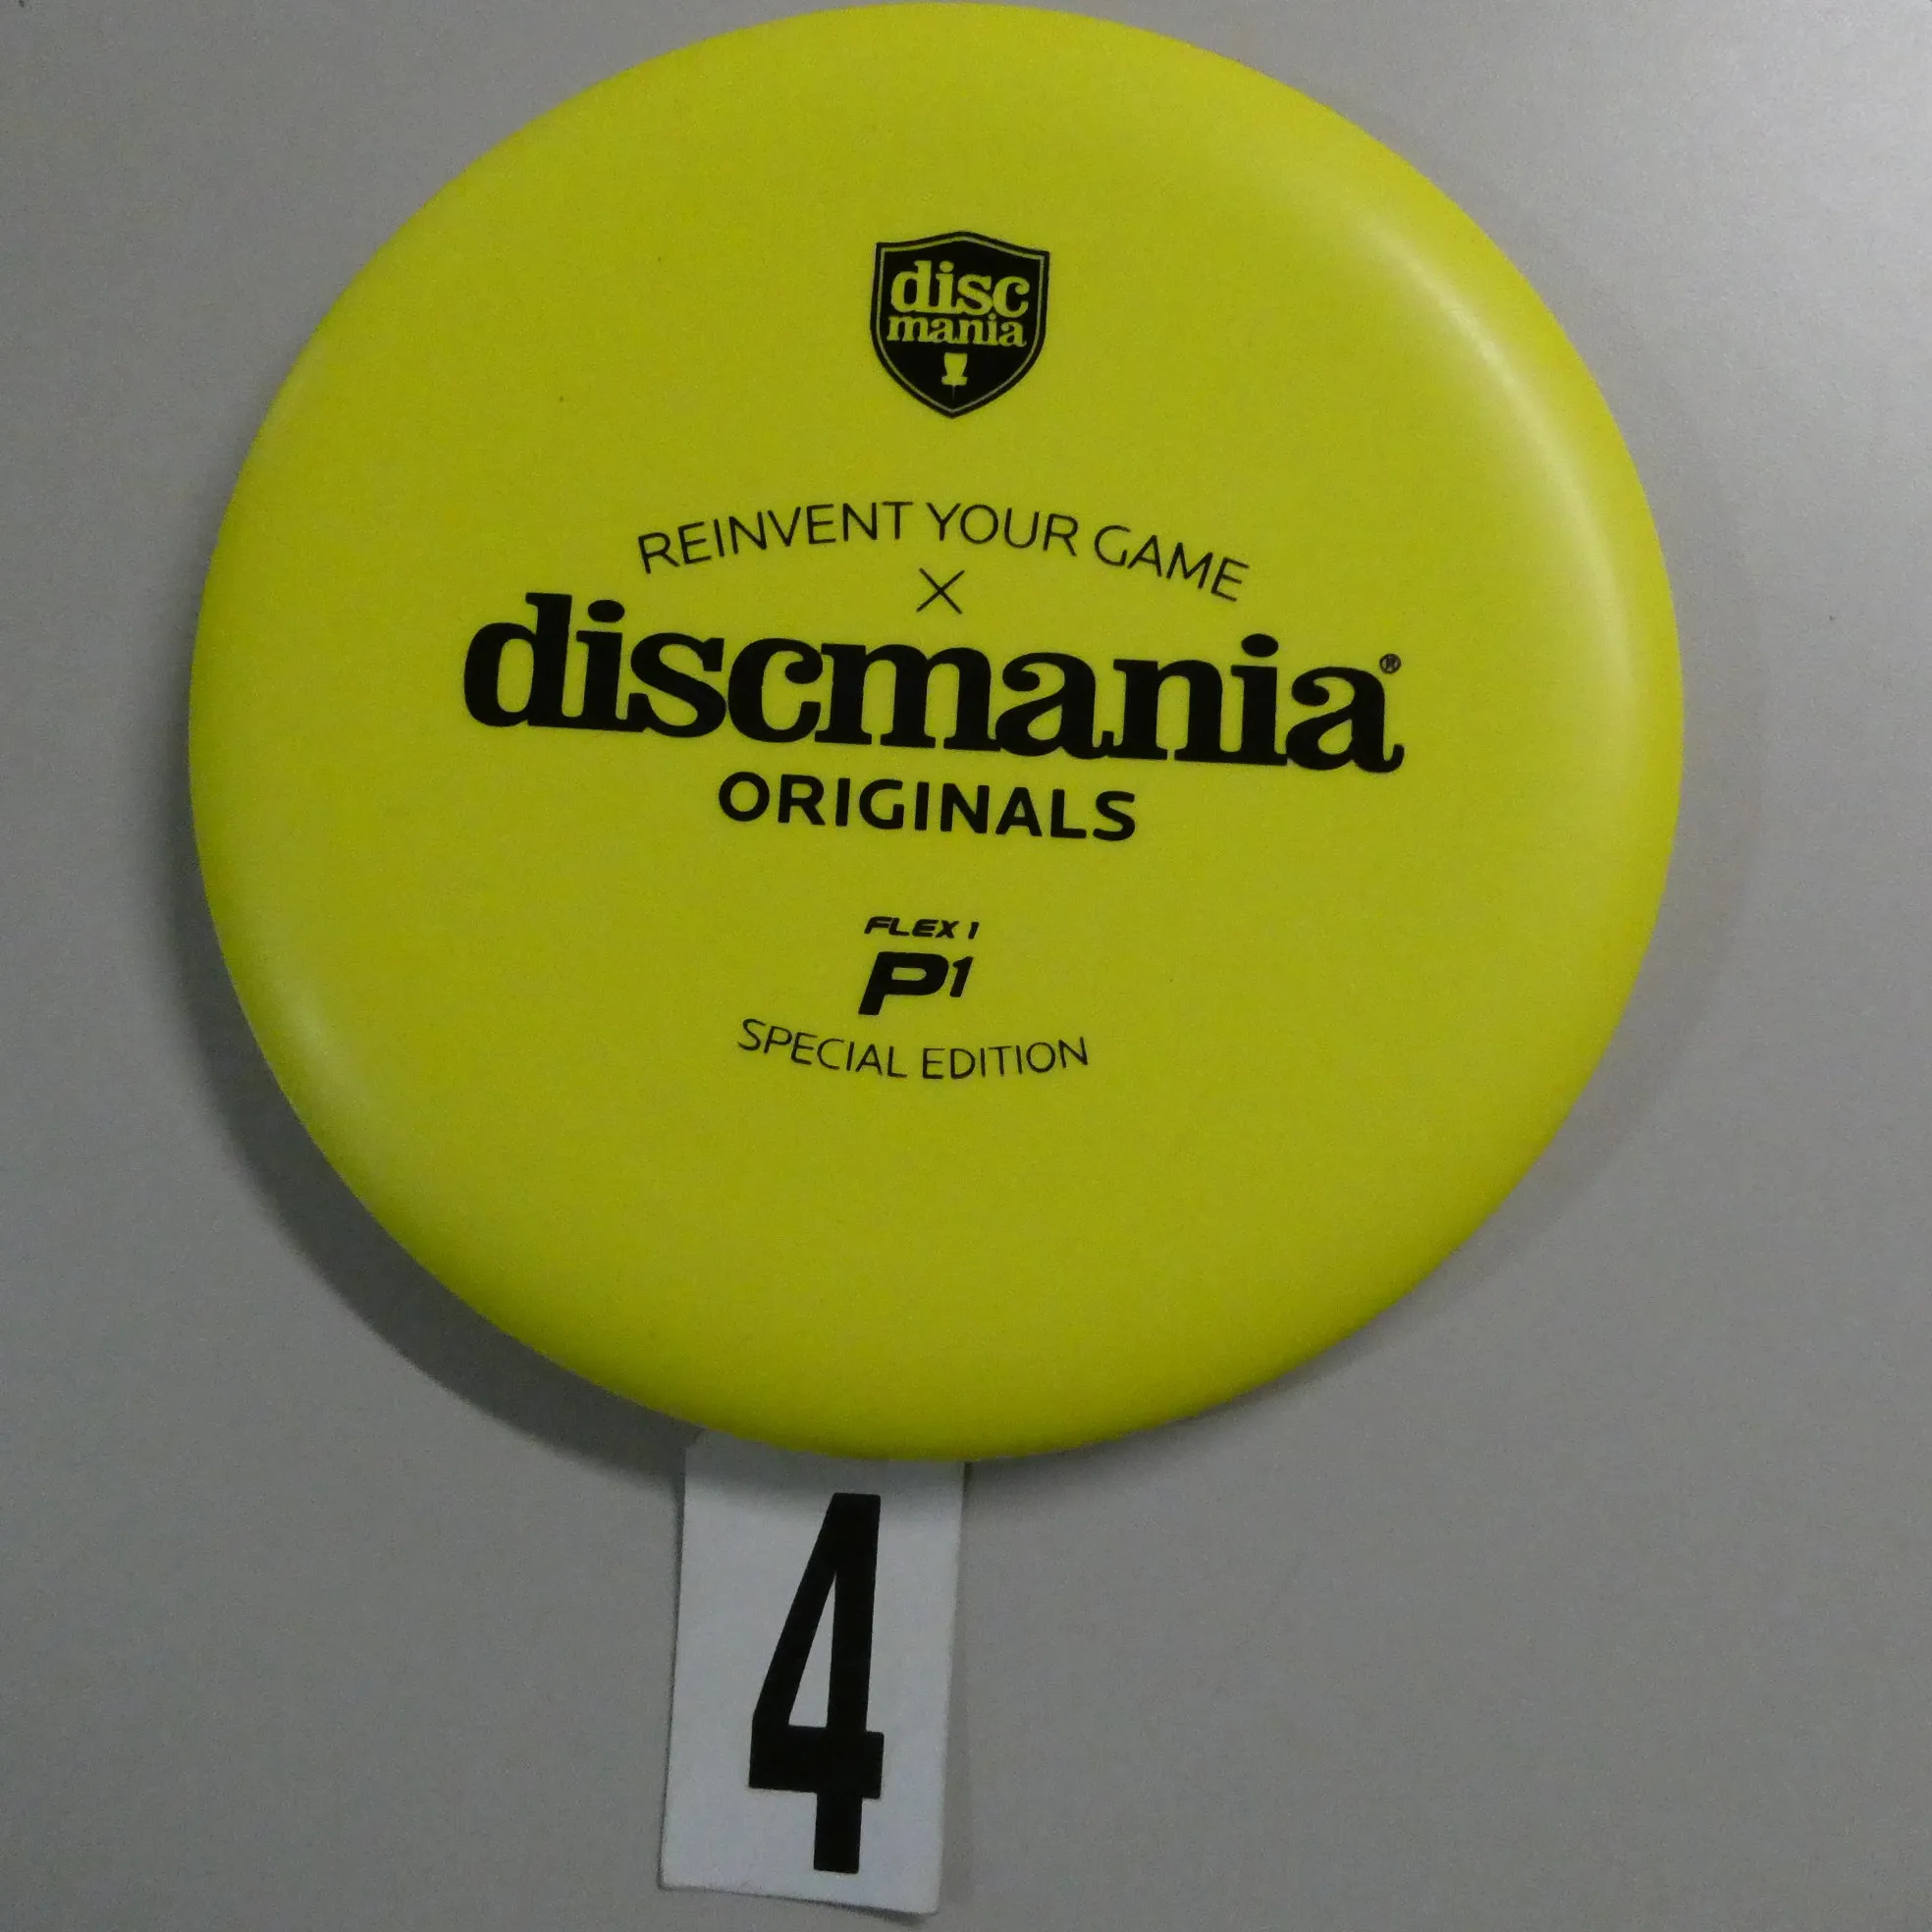 disc
mania
REINVENT YOUR GAME
X
discmania®
ORIGINALS
FLEX 1
P1
SPECIAL EDITION
4